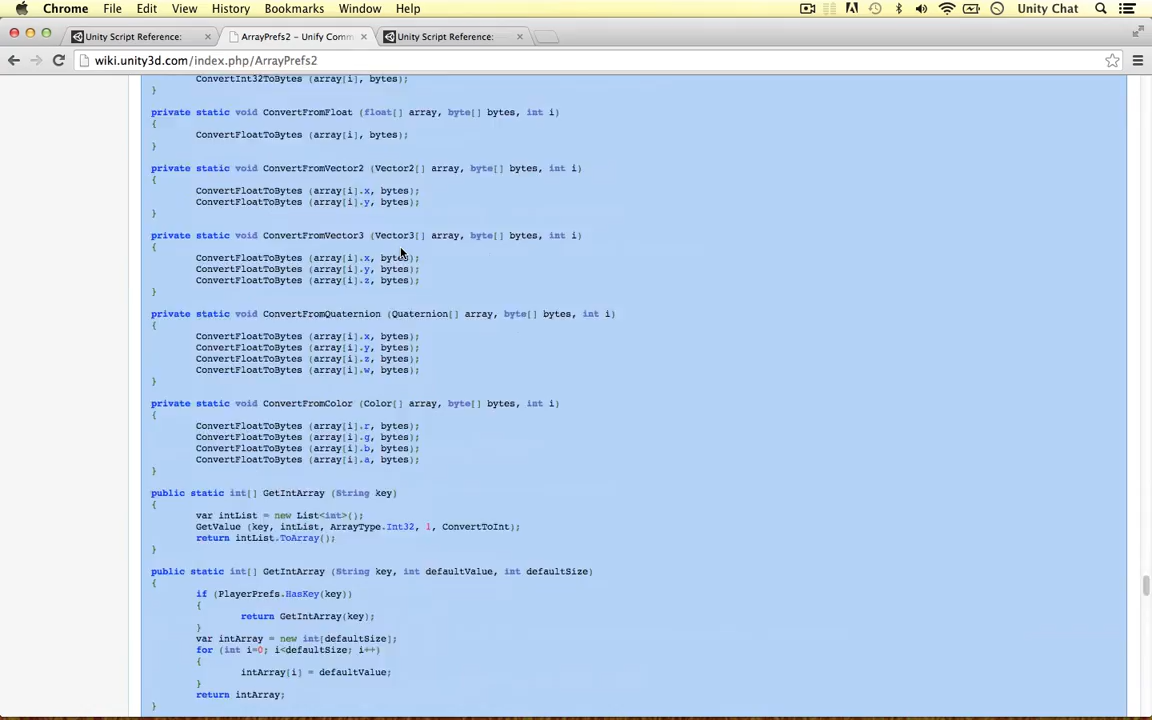 Chrome File Edit View History Bookmarks Window Help Unity Chat
Unity Script Reference: × ArrayPrefs2 – Unify Comm × Unity Script Reference: ×
wiki.unity3d.com/index.php/ArrayPrefs2
ConvertInt32ToBytes (array[i], bytes);
}
private static void ConvertFromFloat (float[] array, byte[] bytes, int i)
{
ConvertFloatToBytes (array[i], bytes);
}
private static void ConvertFromVector2 (Vector2[] array, byte[] bytes, int i)
{
ConvertFloatToBytes (array[i].x, bytes);
ConvertFloatToBytes (array[i].y, bytes);
}
private static void ConvertFromVector3 (Vector3[] array, byte[] bytes, int i)
{
ConvertFloatToBytes (array[i].x, bytes);
ConvertFloatToBytes (array[i].y, bytes);
ConvertFloatToBytes (array[i].z, bytes);
}
private static void ConvertFromQuaternion (Quaternion[] array, byte[] bytes, int i)
{
ConvertFloatToBytes (array[i].x, bytes);
ConvertFloatToBytes (array[i].y, bytes);
ConvertFloatToBytes (array[i].z, bytes);
ConvertFloatToBytes (array[i].w, bytes);
}
private static void ConvertFromColor (Color[] array, byte[] bytes, int i)
{
ConvertFloatToBytes (array[i].r, bytes);
ConvertFloatToBytes (array[i].g, bytes);
ConvertFloatToBytes (array[i].b, bytes);
ConvertFloatToBytes (array[i].a, bytes);
}
public static int[] GetIntArray (String key)
{
var intList = new List<int>();
GetValue (key, intList, ArrayType.Int32, 1, ConvertToInt);
return intList.ToArray();
}
public static int[] GetIntArray (String key, int defaultValue, int defaultSize)
{
if (PlayerPrefs.HasKey(key))
{
return GetIntArray(key);
}
var intArray = new int[defaultSize];
for (int i=0; i<defaultSize; i++)
{
intArray[i] = defaultValue;
}
return intArray;
}